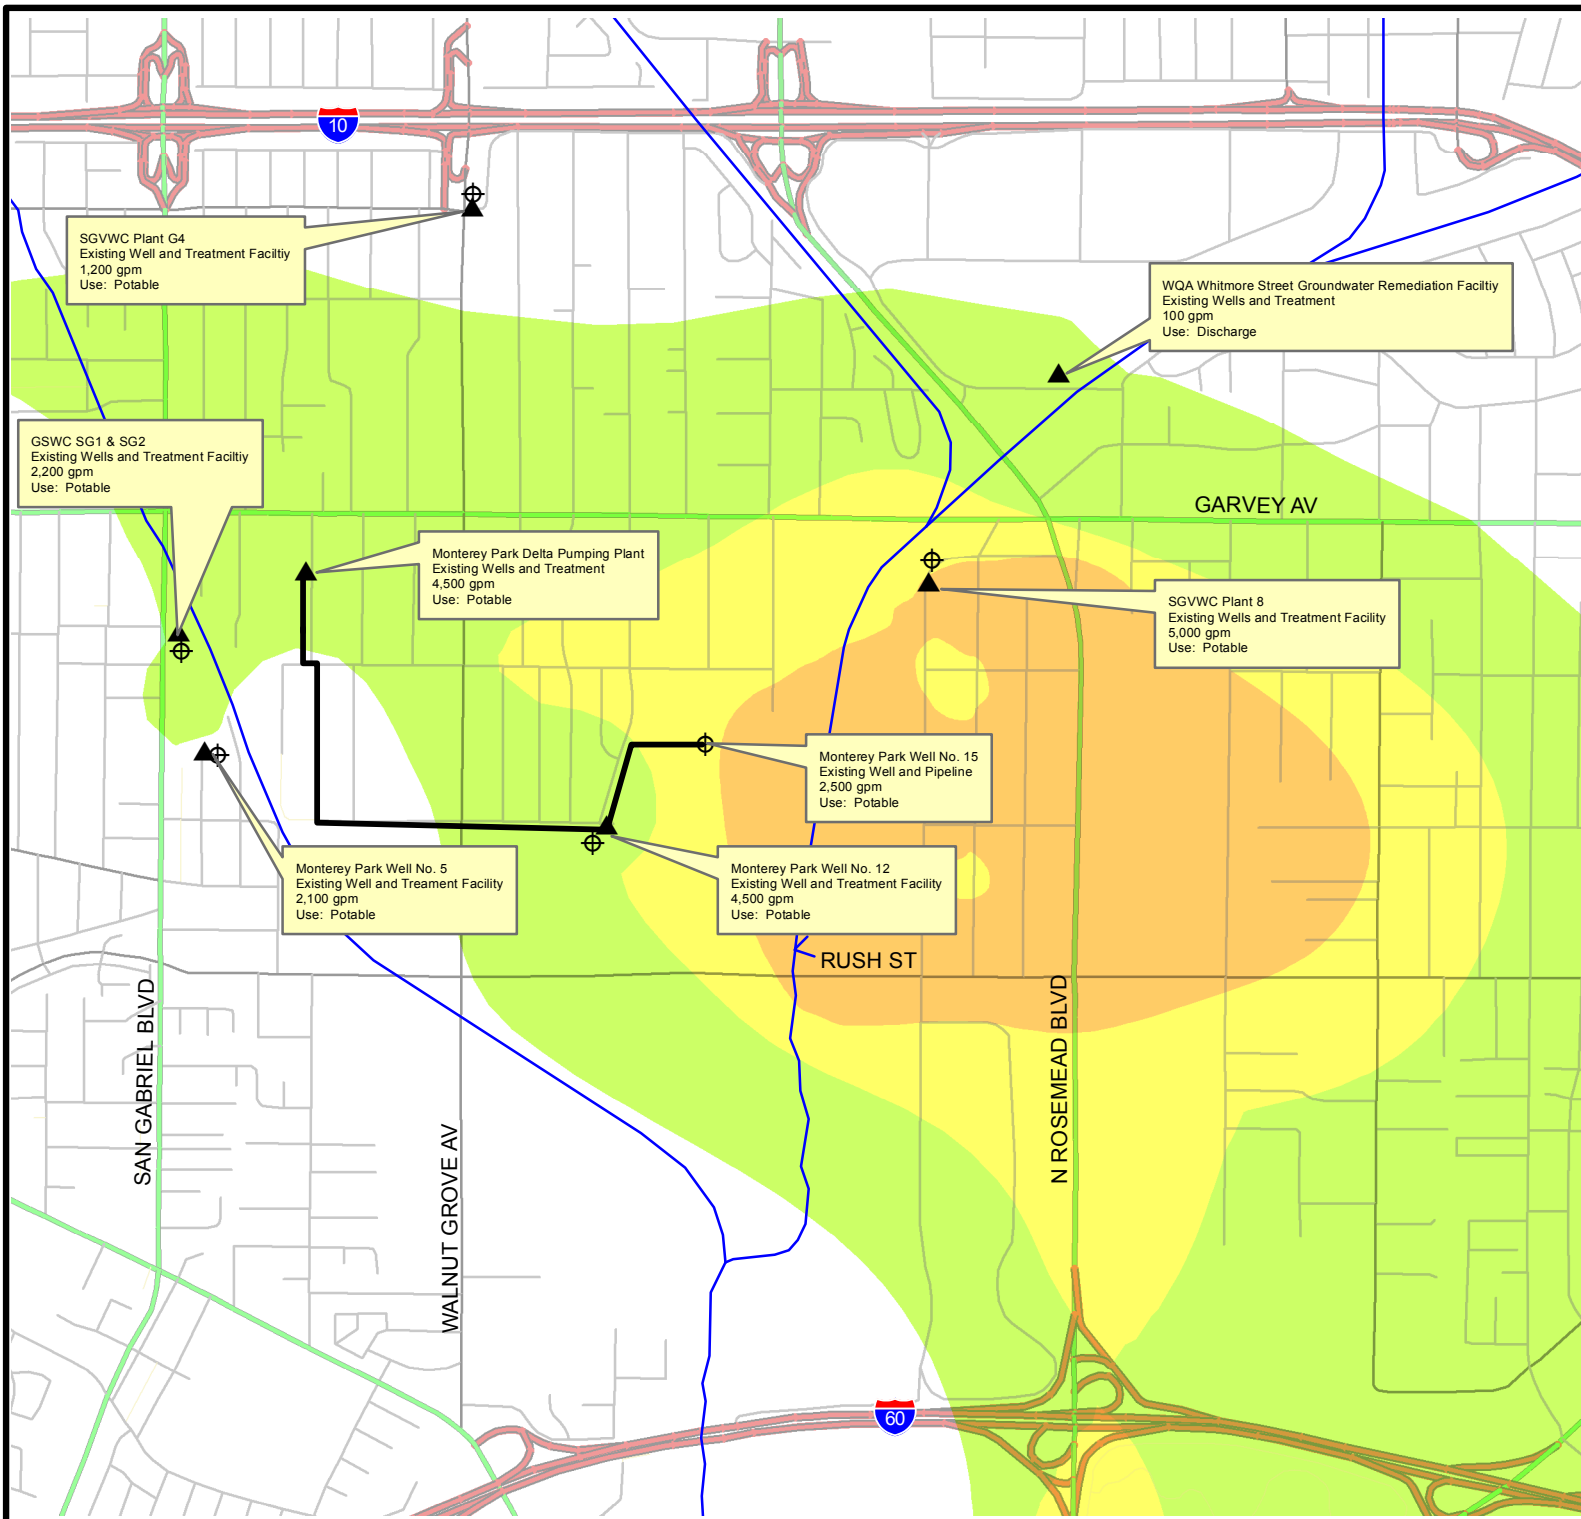 10
SGVWC Plant G4
Existing Well and Treatment Faciltiy
1,200 gpm
Use: Potable
WQA Whitmore Street Groundwater Remediation Faciltiy
Existing Wells and Treatment
100 gpm
Use: Discharge
GSWC SG1 & SG2
Existing Wells and Treatment Faciltiy
2,200 gpm
Use: Potable
GARVEY AV
Monterey Park Delta Pumping Plant
Existing Wells and Treatment
4,500 gpm
Use: Potable
SGVWC Plant 8
Existing Wells and Treatment Facility
5,000 gpm
Use: Potable
Monterey Park Well No. 15
Existing Well and Pipeline
2,500 gpm
Use: Potable
Monterey Park Well No. 5
Existing Well and Treament Facility
2,100 gpm
Use: Potable
Monterey Park Well No. 12
Existing Well and Treatment Facility
4,500 gpm
Use: Potable
RUSH ST
SAN GABRIEL BLVD
WALNUT GROVE AV
N ROSEMEAD BLVD
60